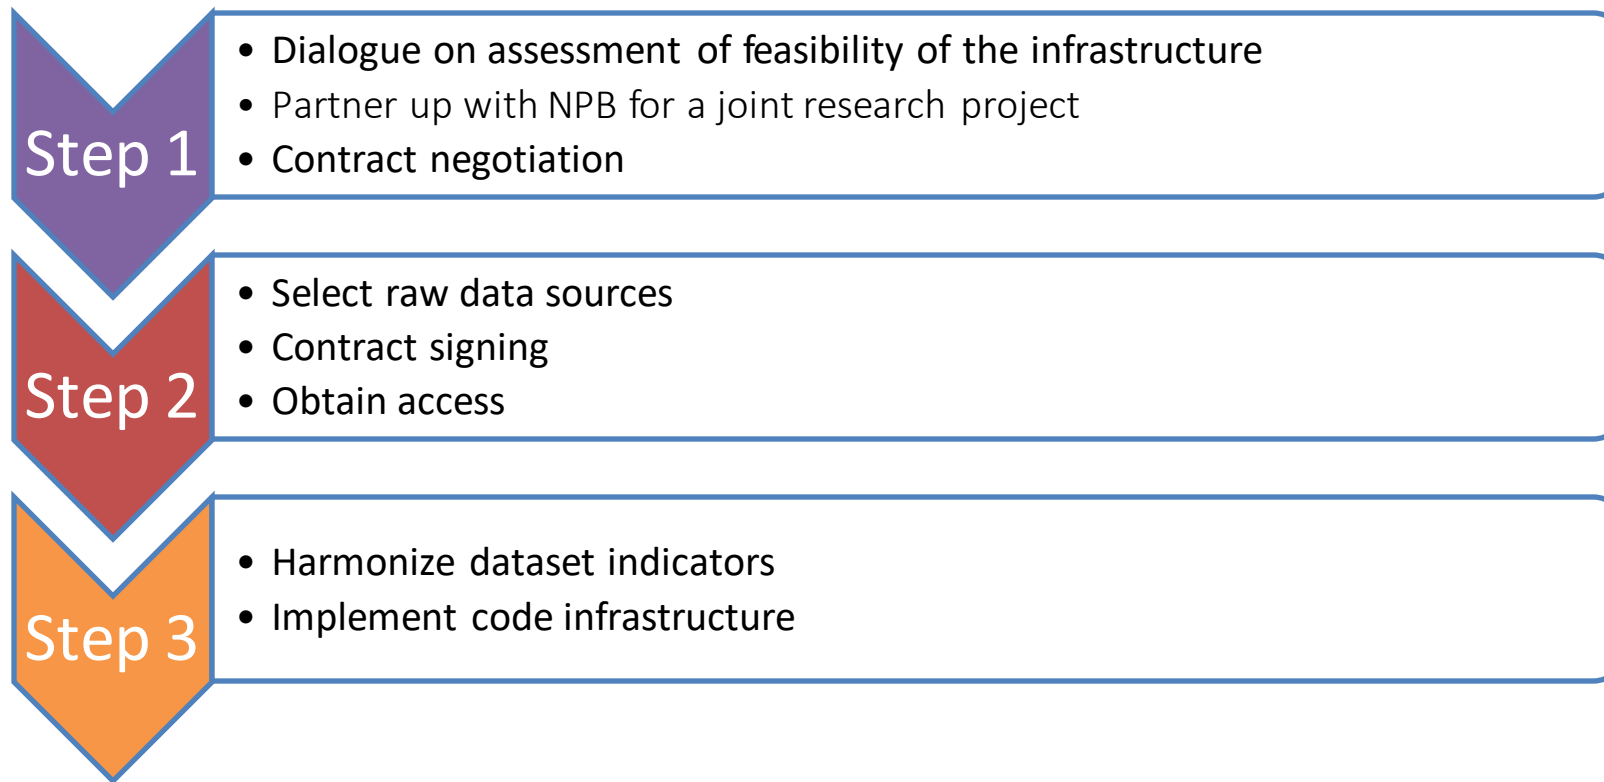 Step 1
• Dialogue on assessment of feasibility of the infrastructure
• Partner up with NPB for a joint research project
• Contract negotiation
Step 2
• Select raw data sources
• Contract signing
• Obtain access
Step 3
• Harmonize dataset indicators
• Implement code infrastructure